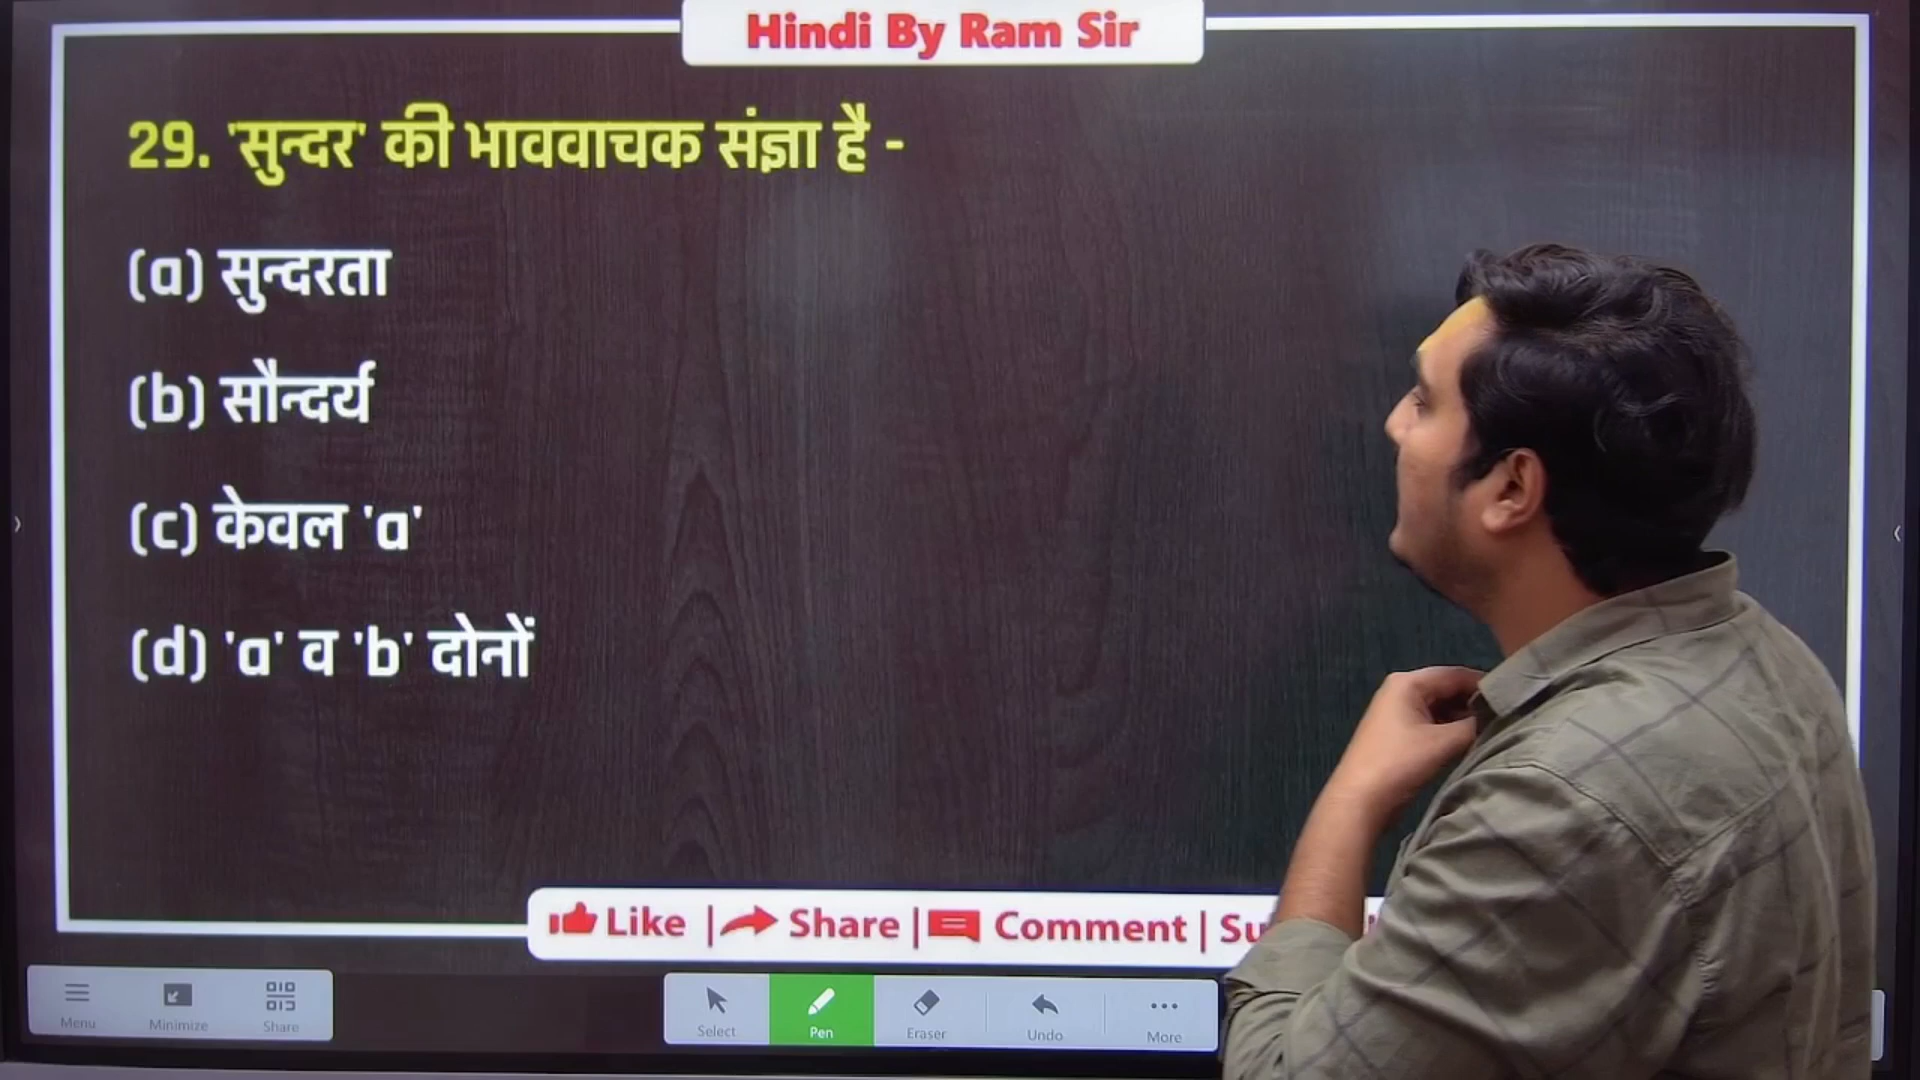 Hindi By Ram Sir
29. 'सुन्दर' की भाववाचक संज्ञा है -
(a) सुन्दरता
(b) सौन्दर्य
(c) केवल 'a'
(d) 'a' व 'b' दोनों
Like | Share | Comment | Su
Menu Minimize Share Select Pen Eraser Undo More